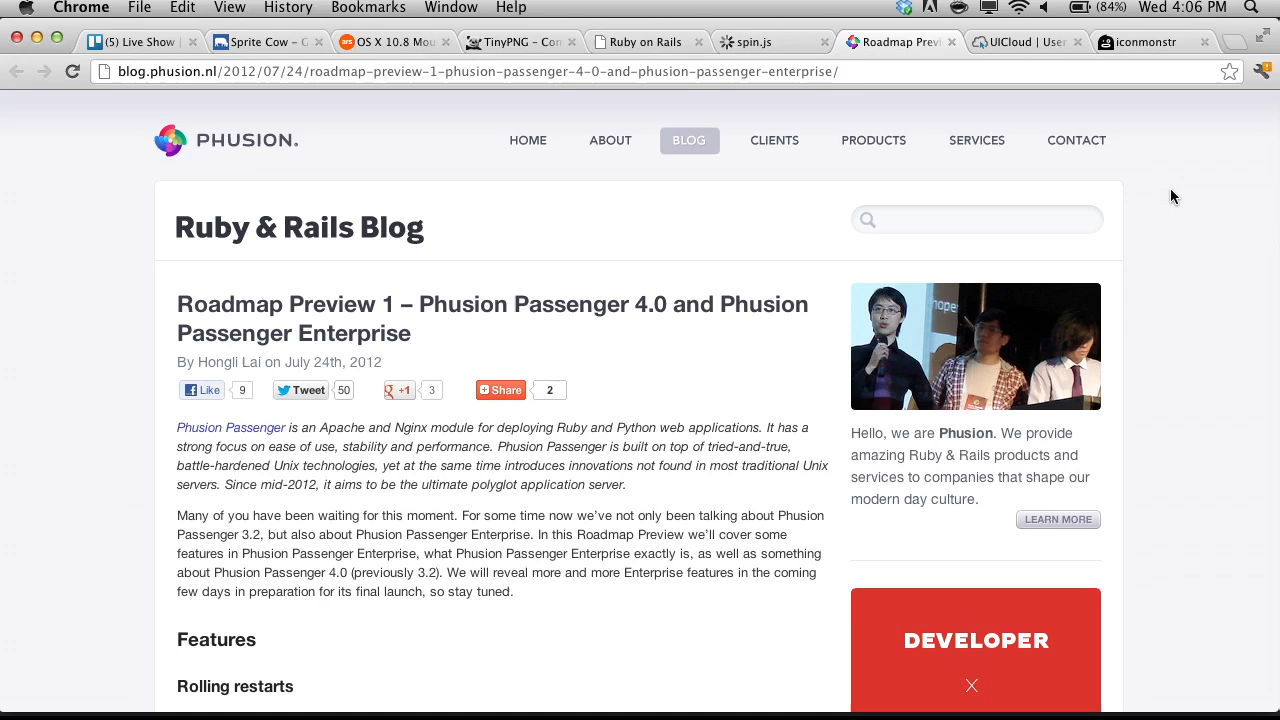 Chrome File Edit View History Bookmarks Window Help (84%) Wed 4:06 PM
(5) Live Show Sprite Cow - C OS X 10.8 Mou TinyPNG - Con Ruby on Rails spin.js Roadmap Previ UICloud | User iconmonstr
blog.phusion.nl/2012/07/24/roadmap-preview-1-phusion-passenger-4-0-and-phusion-passenger-enterprise/
PHUSION. HOME ABOUT BLOG CLIENTS PRODUCTS SERVICES CONTACT
Ruby & Rails Blog
Roadmap Preview 1 – Phusion Passenger 4.0 and Phusion
Passenger Enterprise
By Hongli Lai on July 24th, 2012
Like 9 Tweet 50 +1 3 Share 2
Phusion Passenger is an Apache and Nginx module for deploying Ruby and Python web applications. It has a
strong focus on ease of use, stability and performance. Phusion Passenger is built on top of tried-and-true,
battle-hardened Unix technologies, yet at the same time introduces innovations not found in most traditional Unix
servers. Since mid-2012, it aims to be the ultimate polyglot application server.
Many of you have been waiting for this moment. For some time now we've not only been talking about Phusion
Passenger 3.2, but also about Phusion Passenger Enterprise. In this Roadmap Preview we'll cover some
features in Phusion Passenger Enterprise, what Phusion Passenger Enterprise exactly is, as well as something
about Phusion Passenger 4.0 (previously 3.2). We will reveal more and more Enterprise features in the coming
few days in preparation for its final launch, so stay tuned.
Features
Rolling restarts
Hello, we are Phusion. We provide
amazing Ruby & Rails products and
services to companies that shape our
modern day culture.
LEARN MORE
DEVELOPER
X